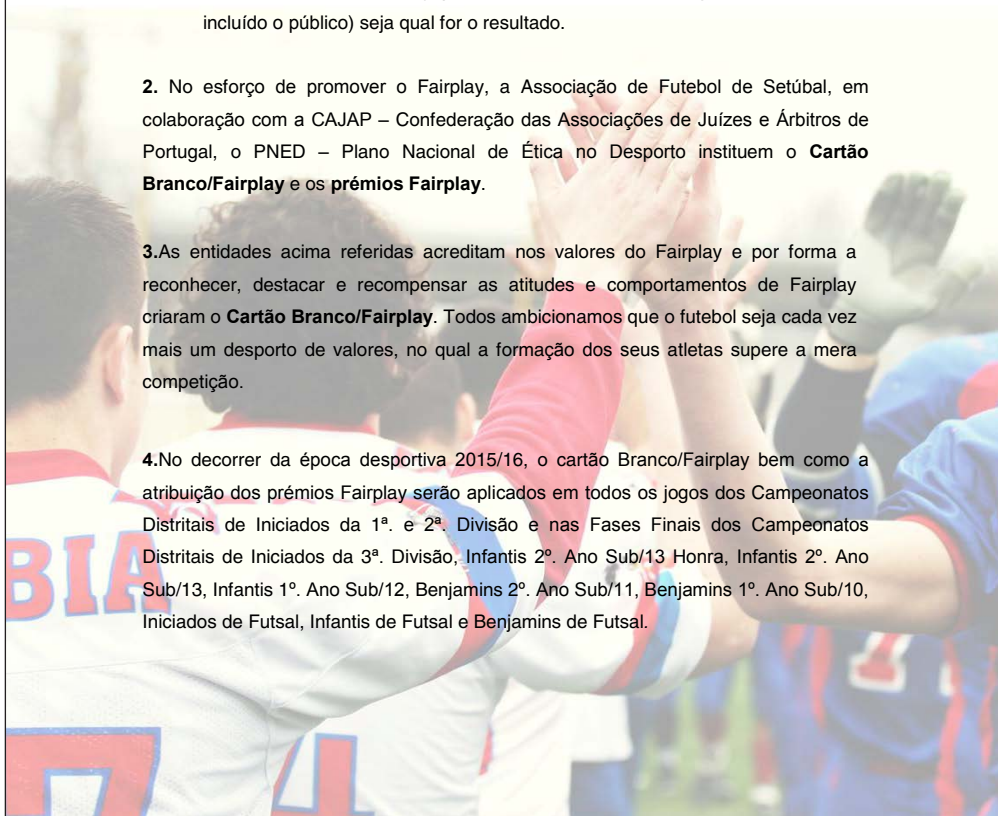 incluído o público) seja qual for o resultado.
2. No esforço de promover o Fairplay, a Associação de Futebol de Setúbal, em
colaboração com a CAJAP – Confederação das Associações de Juízes e Árbitros de
Portugal, o PNED – Plano Nacional de Ética no Desporto instituem o Cartão
Branco/Fairplay e os prémios Fairplay.
3.As entidades acima referidas acreditam nos valores do Fairplay e por forma a
reconhecer, destacar e recompensar as atitudes e comportamentos de Fairplay
criaram o Cartão Branco/Fairplay. Todos ambicionamos que o futebol seja cada vez
mais um desporto de valores, no qual a formação dos seus atletas supere a mera
competição.
4.No decorrer da época desportiva 2015/16, o cartão Branco/Fairplay bem como a
atribuição dos prémios Fairplay serão aplicados em todos os jogos dos Campeonatos
Distritais de Iniciados da 1ª. e 2ª. Divisão e nas Fases Finais dos Campeonatos
Distritais de Iniciados da 3ª. Divisão, Infantis 2º. Ano Sub/13 Honra, Infantis 2º. Ano
Sub/13, Infantis 1º. Ano Sub/12, Benjamins 2º. Ano Sub/11, Benjamins 1º. Ano Sub/10,
Iniciados de Futsal, Infantis de Futsal e Benjamins de Futsal.
BIA
7
4
1